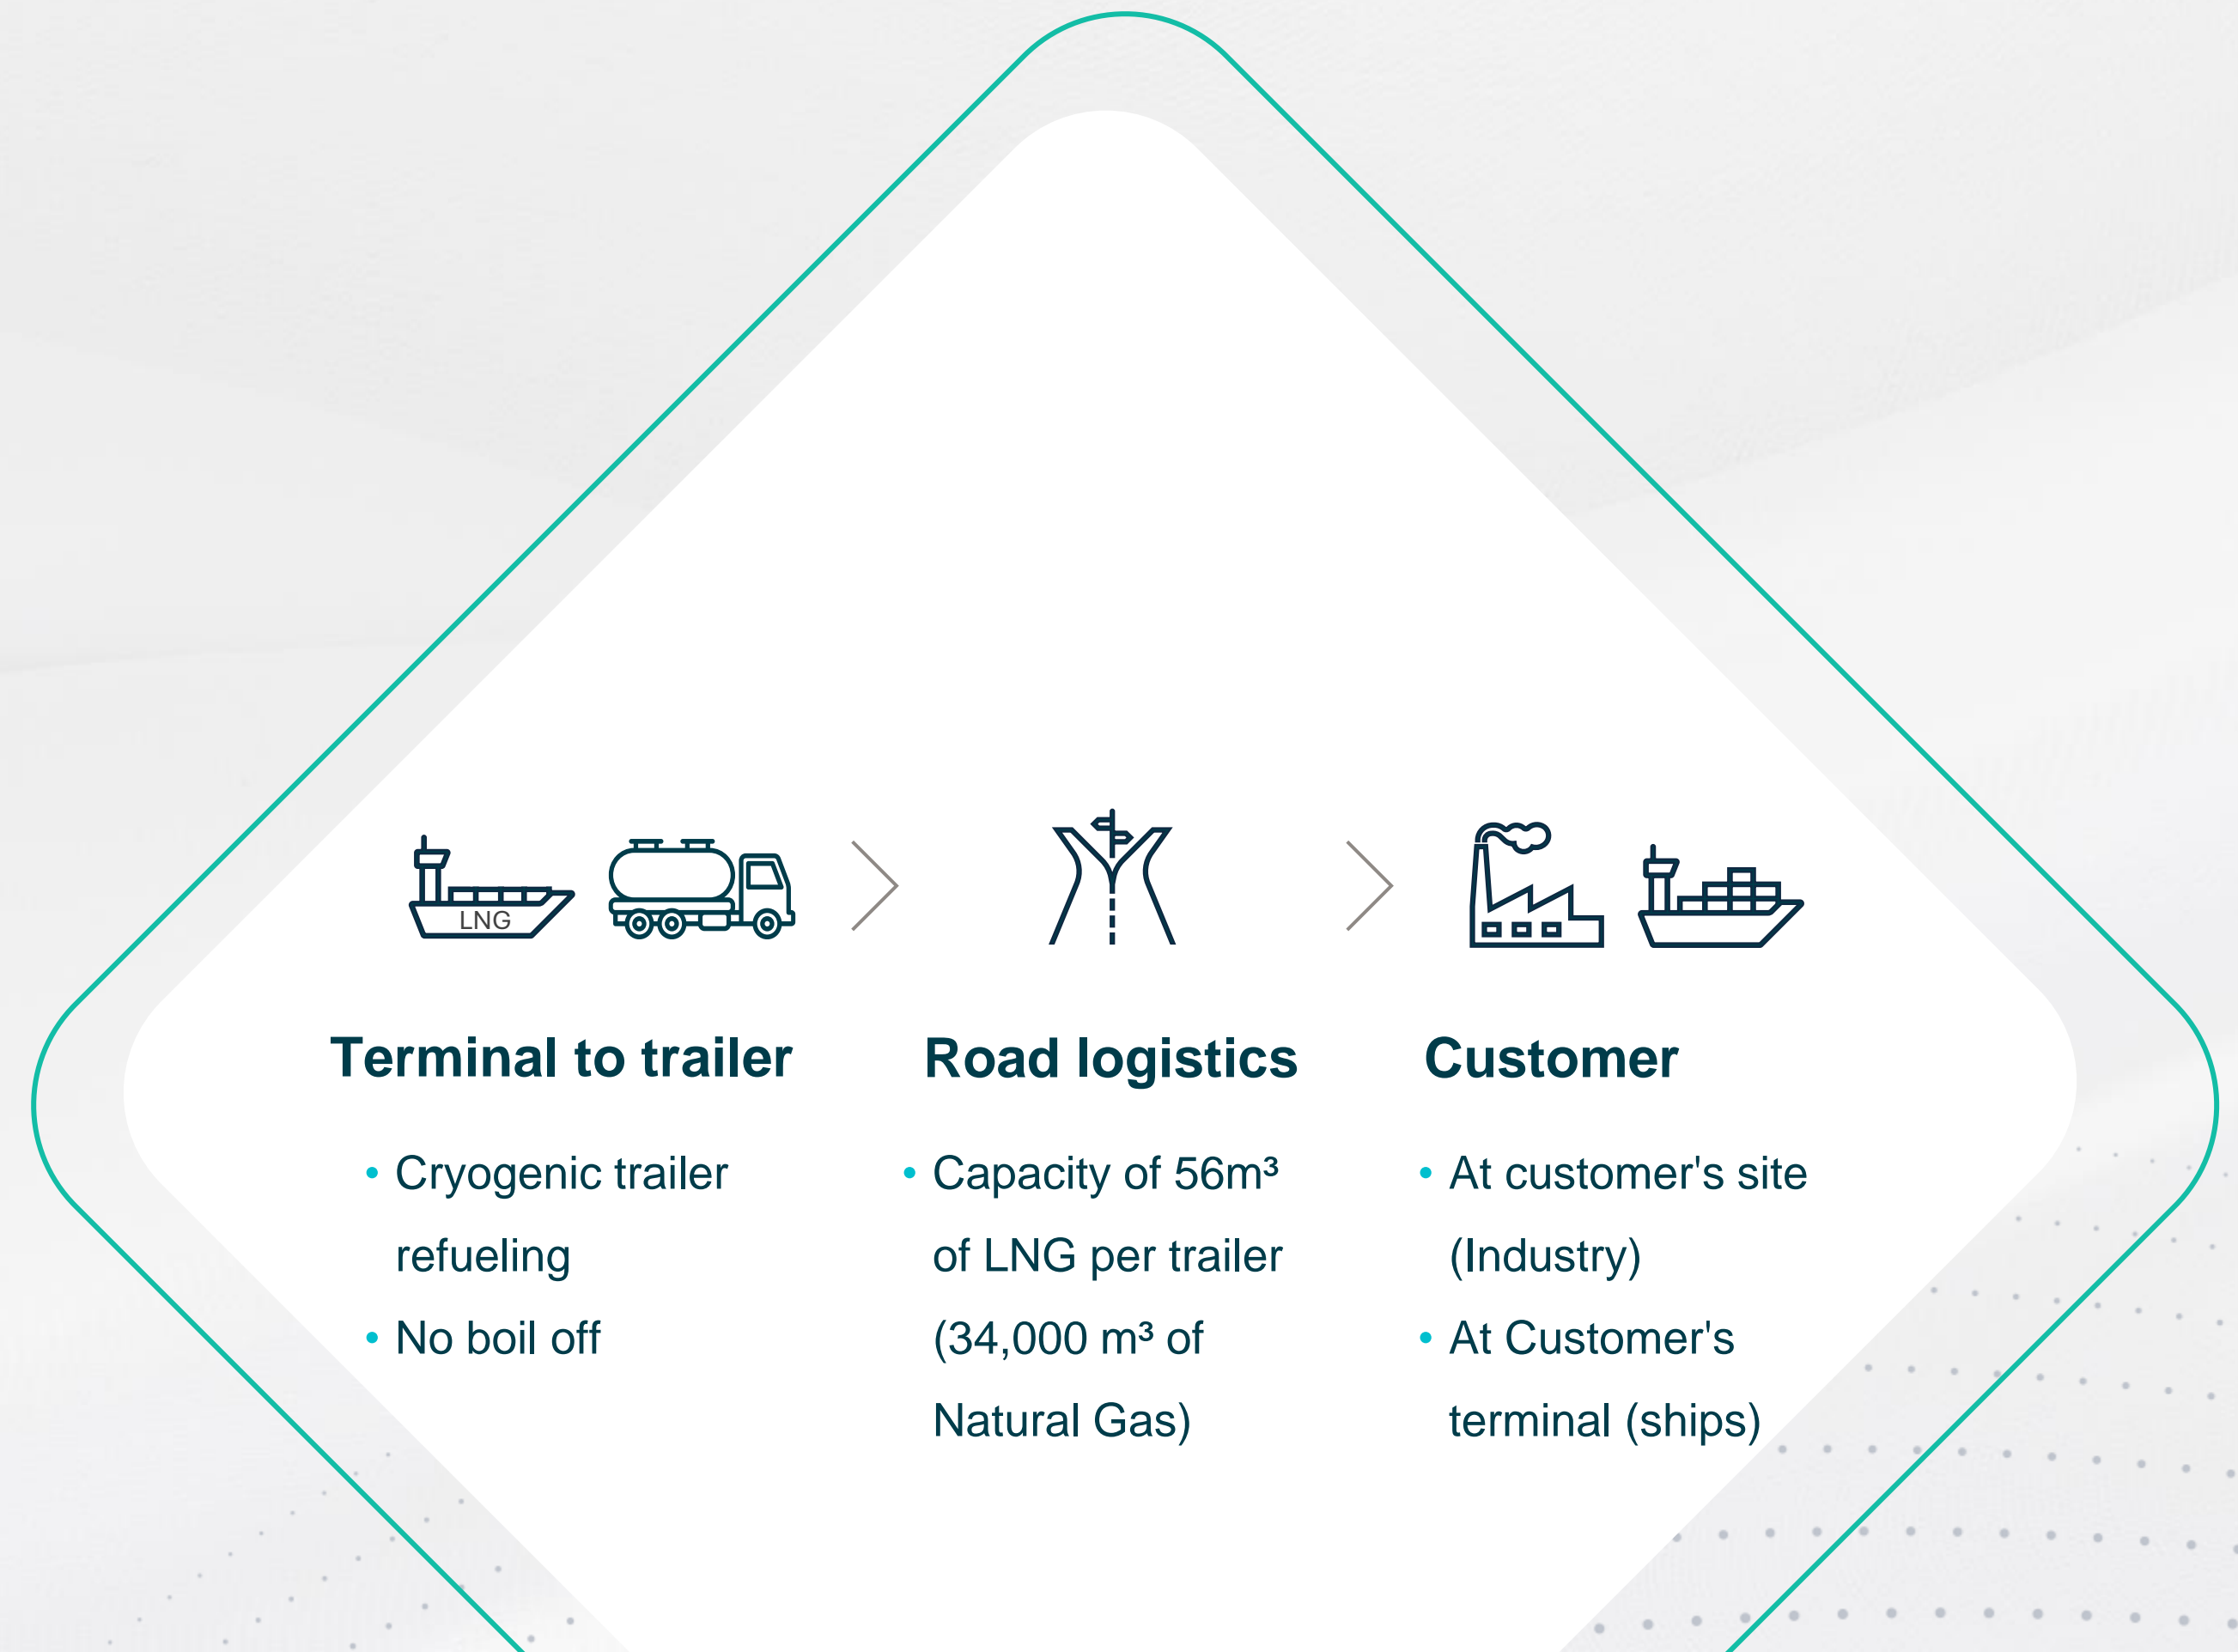 LNG
Terminal to trailer
• Cryogenic trailer
refueling
• No boil off
Road logistics
• Capacity of 56m³
of LNG per trailer
(34,000 m³ of
Natural Gas)
Customer
• At customer's site
(Industry)
• At Customer's
terminal (ships)